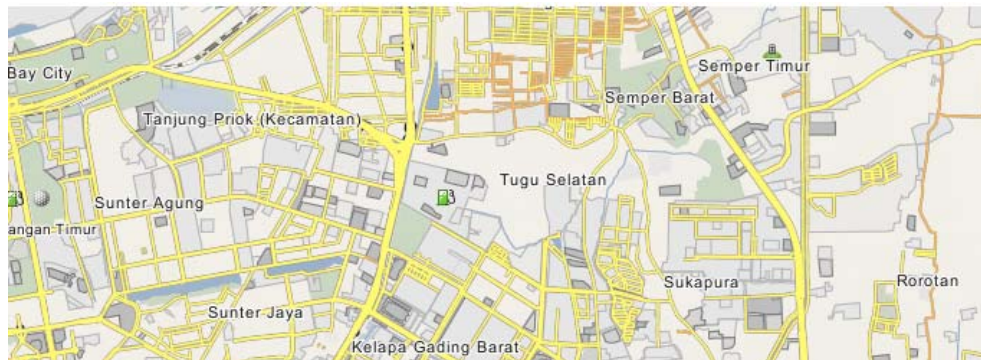 Bay City
Semper Timur
Semper Barat
Tanjung Priok (Kecamatan)
Tugu Selatan
Sunter Agung
angan Timur
Sukapura
Rorotan
Sunter Jaya
Kelapa Gading Barat